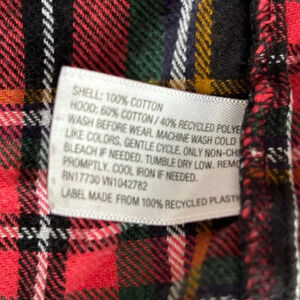 SHELL: 100% COTTON
HOOD: 60% COTTON / 40% RECYCLED POLYE
WASH BEFORE WEAR. MACHINE WASH COLD
LIKE COLORS. GENTLE CYCLE. ONLY NON-CH
BLEACH IF NEEDED. TUMBLE DRY LOW. REMO
PROMPTLY. COOL IRON IF NEEDED.
RN17730 VN1042782
LABEL MADE FROM 100% RECYCLED PLASTI